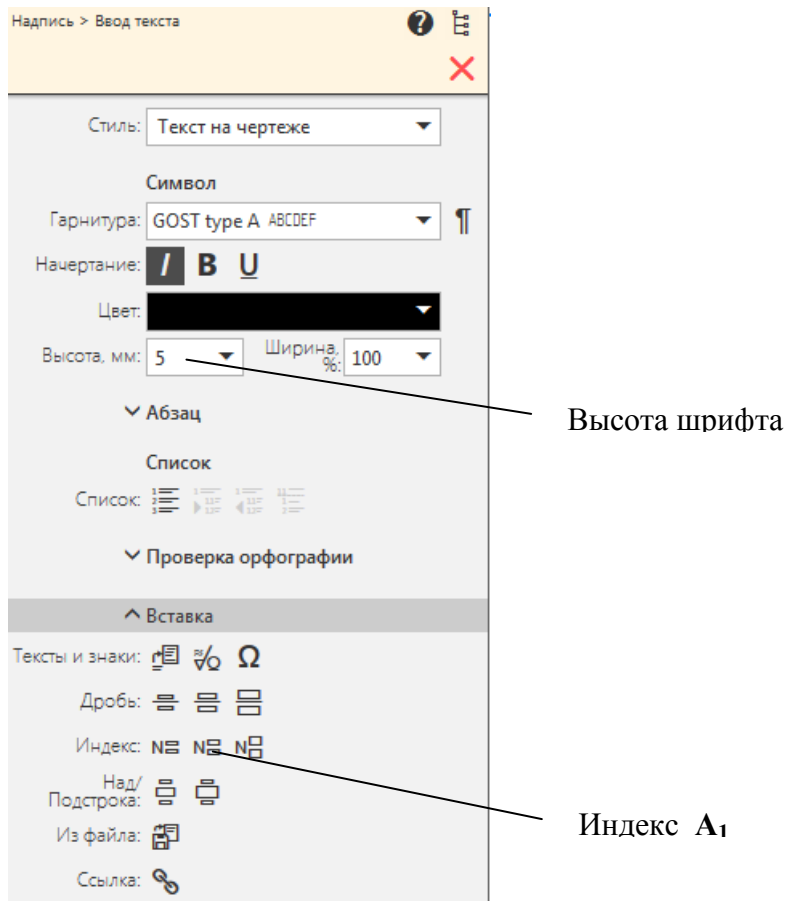 Надпись > Ввод текста
Стиль: Текст на чертеже
Символ
Гарнитура: GOST type A ABCDEF ¶
Начертание: I B U
Цвет:
Высота, мм: 5 Ширина, %: 100
Абзац
Высота шрифта
Список
Список:
Проверка орфографии
Вставка
Тексты и знаки: Ω
Дробь:
Индекс: N N N
Над/
Подстрока:
Индекс A₁
Из файла:
Ссылка: